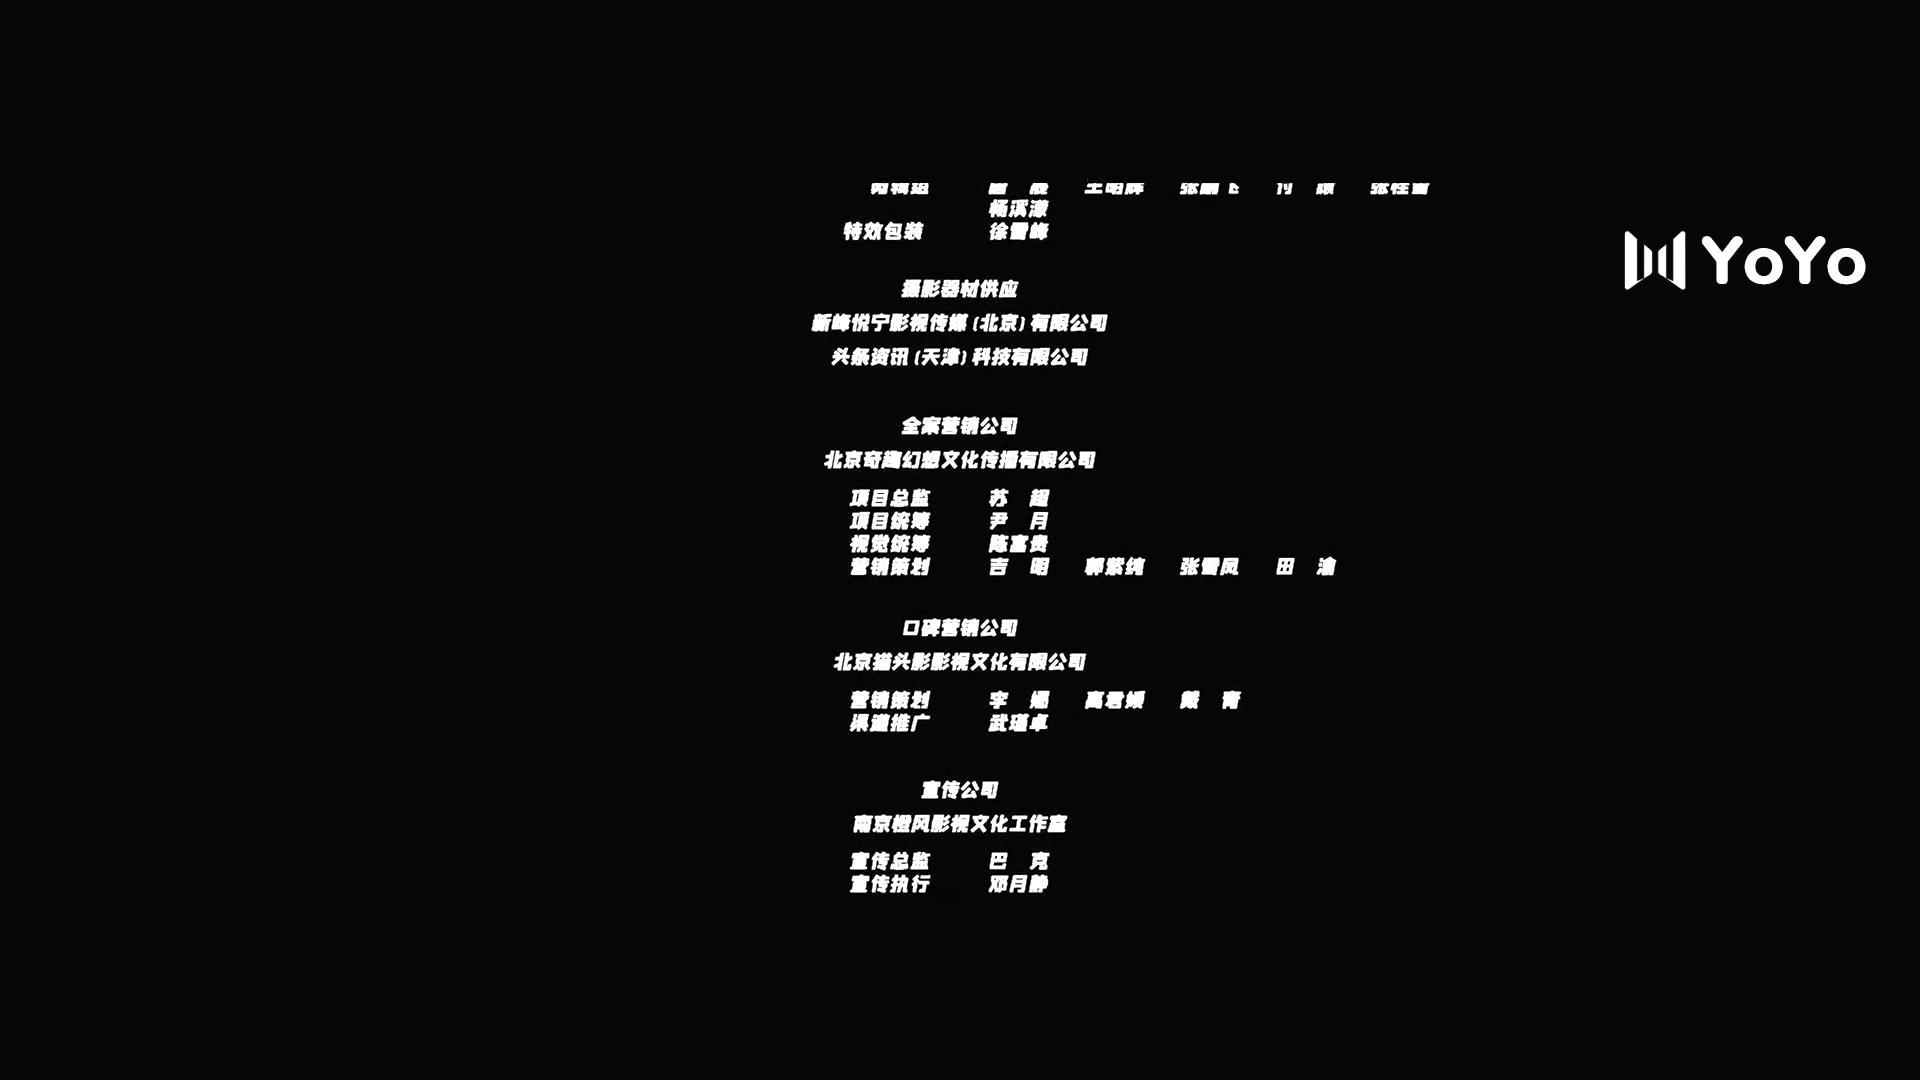 杨溪濛
特效包装 徐雪峰
YoYo
摄影器材供应
新峰悦宁影视传媒(北京)有限公司
头条资讯(天津)科技有限公司
全案营销公司
北京奇趣幻想文化传播有限公司
项目总监 苏 超
项目统筹 尹 月
视觉统筹 陈富贵
营销策划 吉 明 郭紫纯 张雪凤 田 渝
口碑营销公司
北京猫头影影视文化有限公司
营销策划 李 娜 高君媛 戴 青
渠道推广 武瑾卓
宣传公司
南京橙风影视文化工作室
宣传总监 巴 克
宣传执行 邓月静